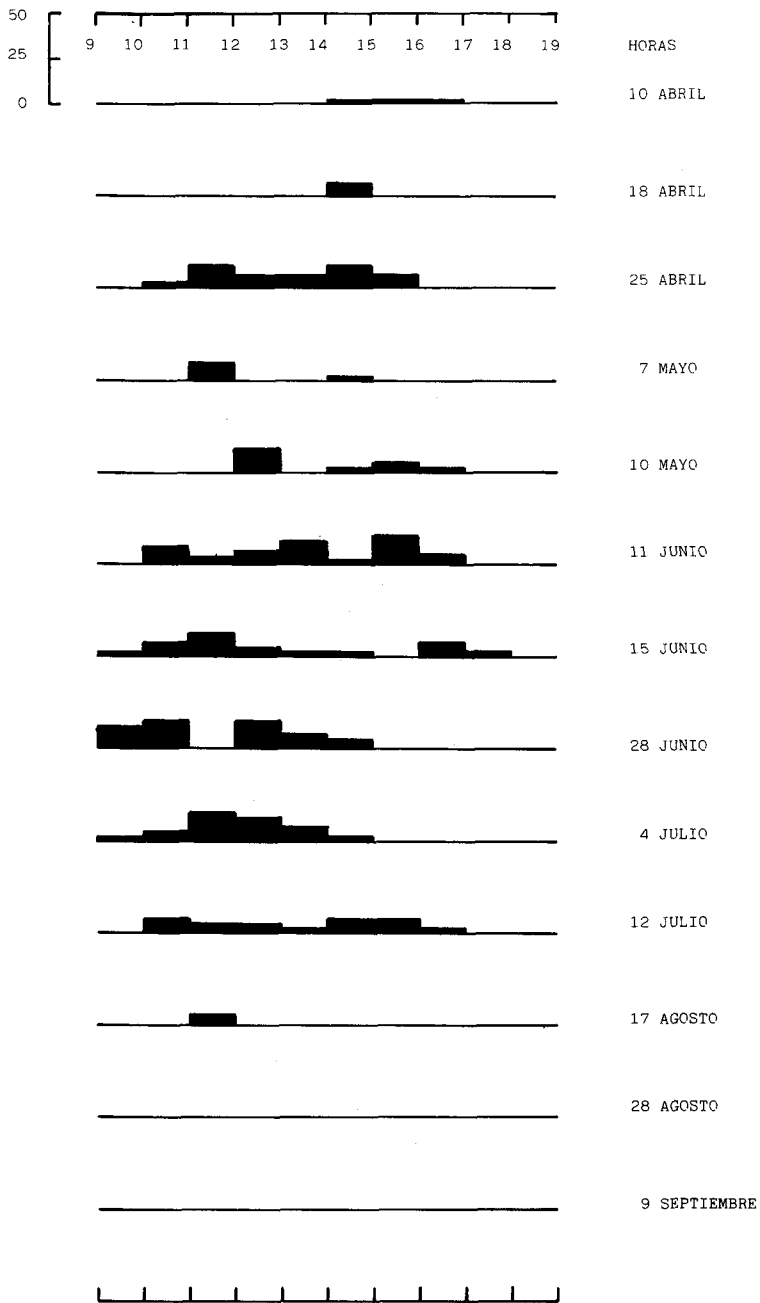 50
25
0
9 10 11 12 13 14 15 16 17 18 19 HORAS
10 ABRIL
18 ABRIL
25 ABRIL
7 MAYO
10 MAYO
11 JUNIO
15 JUNIO
28 JUNIO
4 JULIO
12 JULIO
17 AGOSTO
28 AGOSTO
9 SEPTIEMBRE